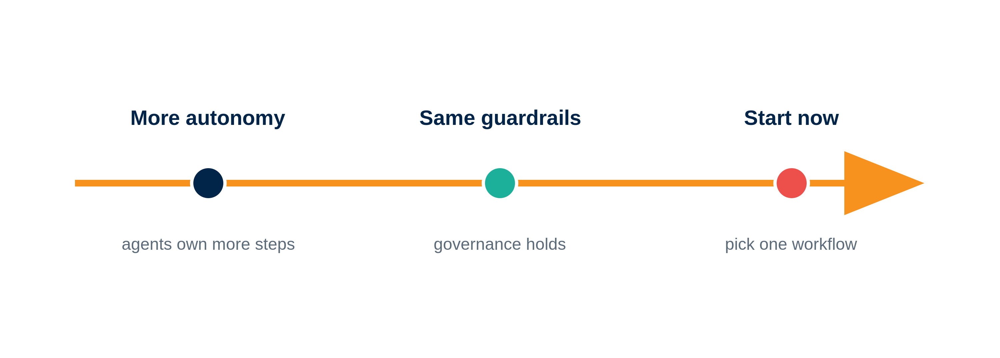 More autonomy
Same guardrails
Start now
agents own more steps
governance holds
pick one workflow